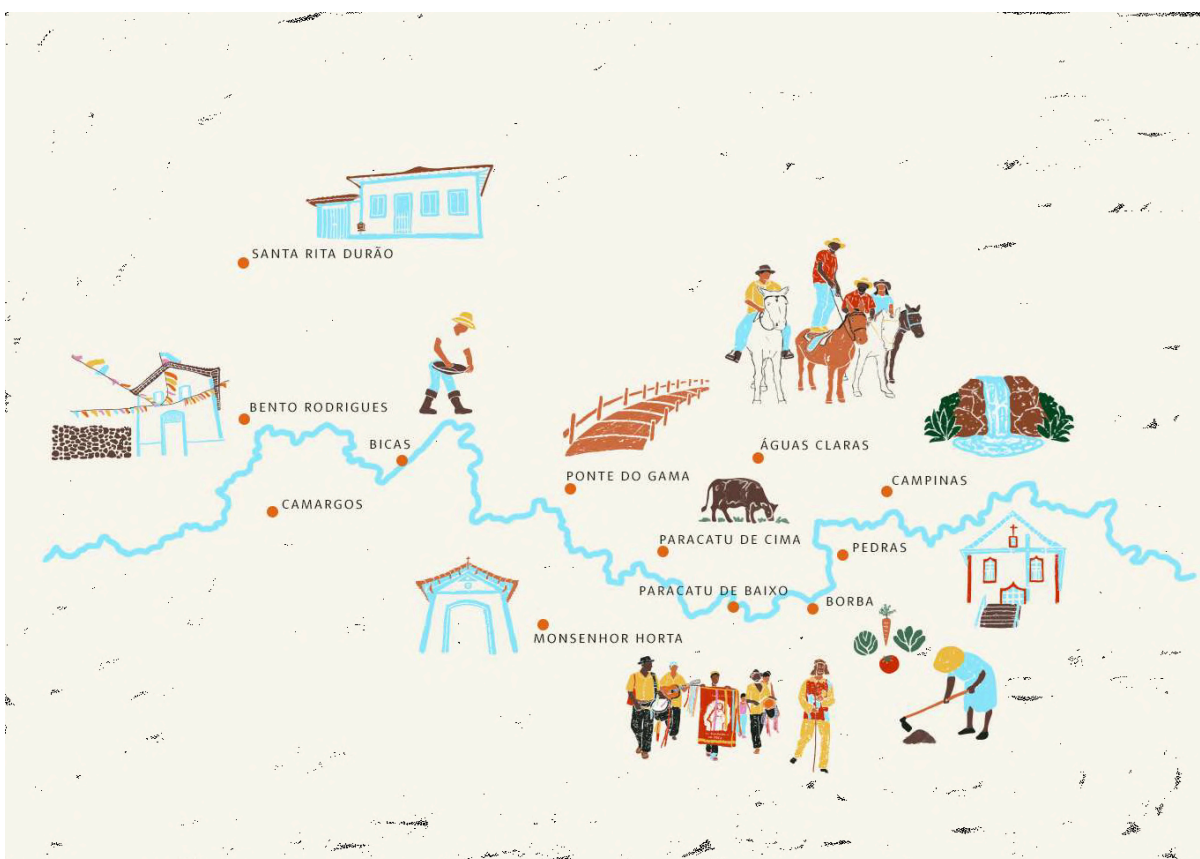 SANTA RITA DURÃO
BENTO RODRIGUES
BICAS
ÁGUAS CLARAS
PONTE DO GAMA
CAMPINAS
CAMARGOS
PARACATU DE CIMA
PEDRAS
PARACATU DE BAIXO
BORBA
MONSENHOR HORTA